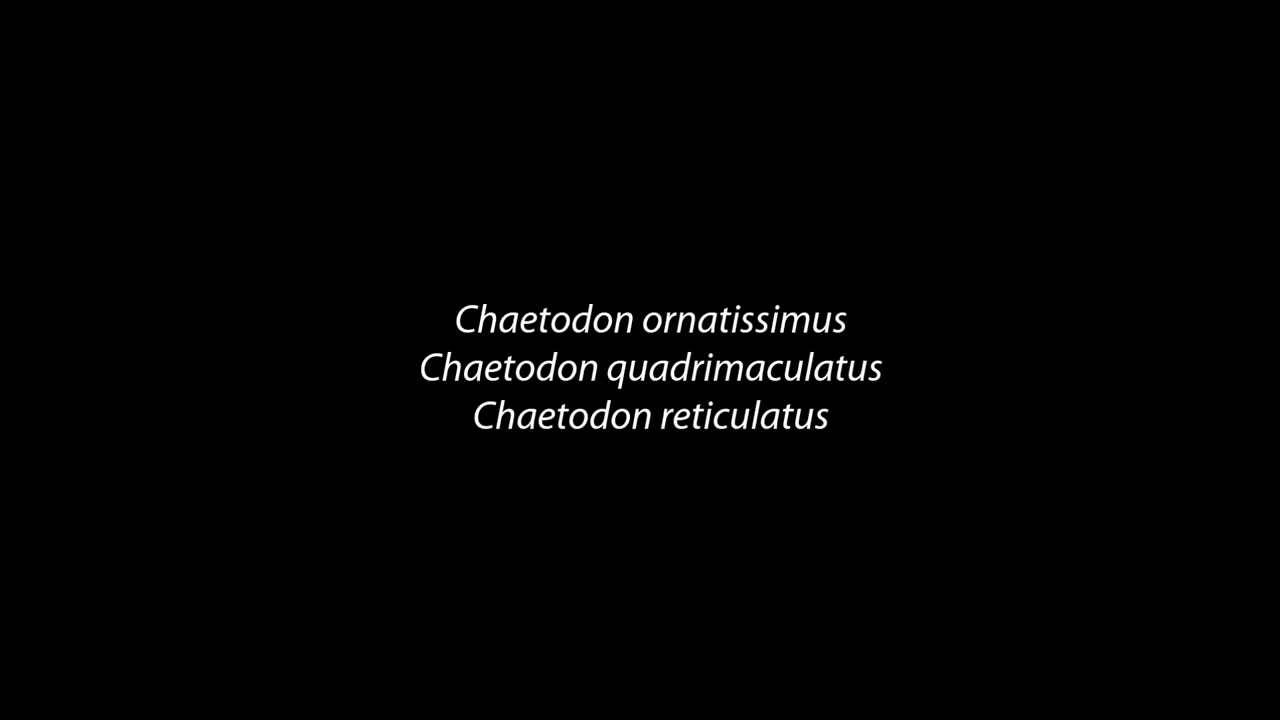 Chaetodon ornatissimus
Chaetodon quadrimaculatus
Chaetodon reticulatus